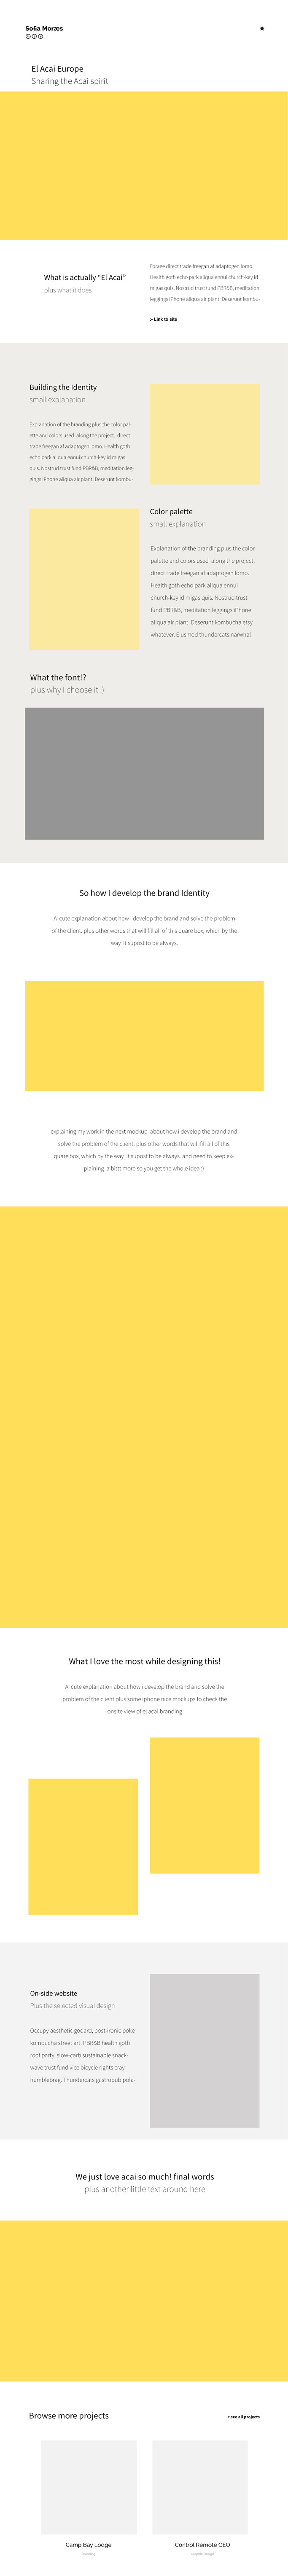 Sofia Moræs
El Acai Europe
Sharing the Acai spirit
What is actually “El Acai”
plus what it does
Forage direct trade freegan af adaptogen lomo.
Health goth echo park aliqua ennui church-key id
migas quis. Nostrud trust fund PBR&B, meditation
leggings iPhone aliqua air plant. Deserunt kombu-
> Link to site
Building the Identity
small explanation
Explanation of the branding plus the color pal-
ette and colors used  along the project.  direct
trade freegan af adaptogen lomo. Health goth
echo park aliqua ennui church-key id migas
quis. Nostrud trust fund PBR&B, meditation leg-
gings iPhone aliqua air plant. Deserunt kombu-
Color palette
small explanation
Explanation of the branding plus the color
palette and colors used  along the project.
direct trade freegan af adaptogen lomo.
Health goth echo park aliqua ennui
church-key id migas quis. Nostrud trust
fund PBR&B, meditation leggings iPhone
aliqua air plant. Deserunt kombucha etsy
whatever. Eiusmod thundercats narwhal
What the font!?
plus why I choose it :)
So how I develop the brand Identity
A  cute explanation about how i develop the brand and solve the problem
of the client. plus other words that will fill all of this quare box, which by the
way  it supost to be always.
explaining my work in the next mockup  about how i develop the brand and
solve the problem of the client. plus other words that will fill all of this
quare box, which by the way  it supost to be always. and need to keep ex-
plaining  a bittt more so you get the whole idea :)
What I love the most while designing this!
A  cute explanation about how i develop the brand and solve the
problem of the client plus some iphone nice mockups to check the
onsite view of el acai branding
On-side website
Plus the selected visual design
Occupy aesthetic godard, post-ironic poke
kombucha street art. PBR&B health goth
roof party, slow-carb sustainable snack-
wave trust fund vice bicycle rights cray
humblebrag. Thundercats gastropub pola-
We just love acai so much! final words
plus another little text around here
Browse more projects
> see all projects
Camp Bay Lodge
Control Remote CEO
Branding
Graphic Design